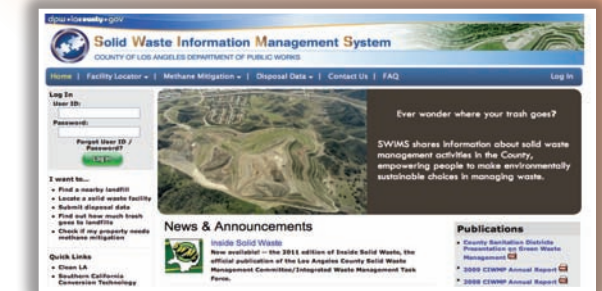 dpw•lacounty•gov
Solid Waste Information Management System
COUNTY OF LOS ANGELES DEPARTMENT OF PUBLIC WORKS
Home | Facility Locator | Methane Mitigation | Disposal Data | Contact Us | FAQ Log In
Log In
User ID:
Password:
Forgot User ID /
Password?
Log In
I want to...
• Find a nearby landfill
• Locate a solid waste facility
• Submit disposal data
• Find out how much trash
goes to landfills
• Check if my property needs
methane mitigation
Quick Links
• Clean LA
• Southern California
Conversion Technology
Ever wonder where your trash goes?
SWIMS shares information about solid waste
management activities in the County,
empowering people to make environmentally
sustainable choices in managing waste.
News & Announcements
Inside Solid Waste
Now available! — the 2011 edition of Inside Solid Waste, the
official publication of the Los Angeles County Solid Waste
Management Committee/Integrated Waste Management Task
Force.
Publications
• County Sanitation Districts
Presentation on Green Waste
Management
• 2009 CIWMP Annual Report